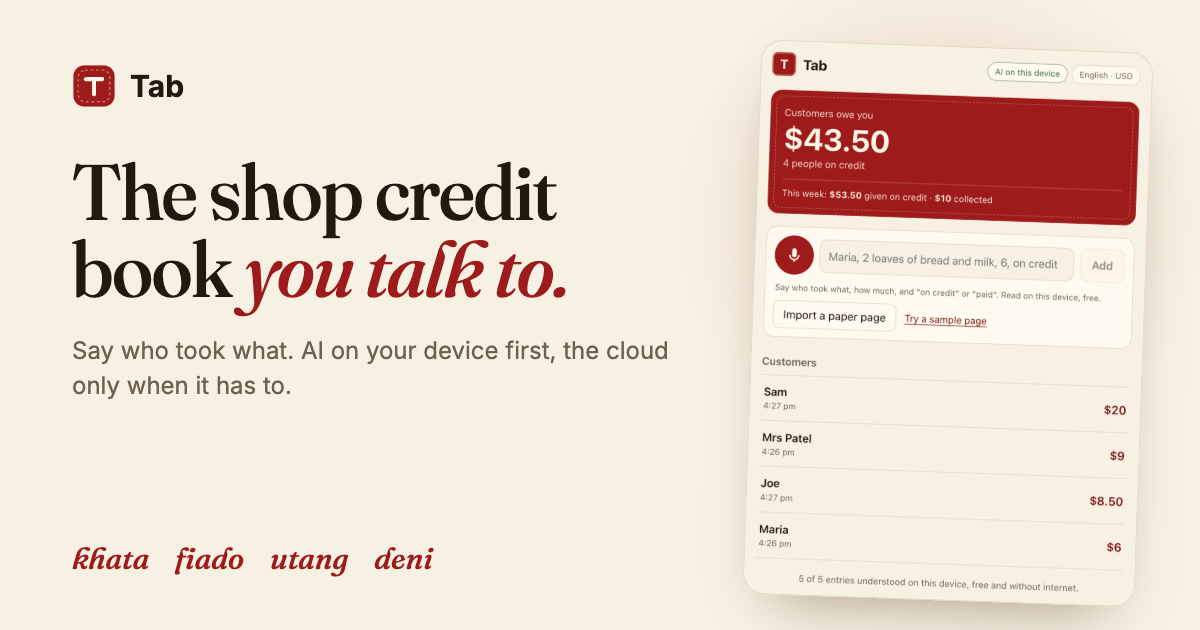 T Tab
The shop credit
book you talk to.
Say who took what. AI on your device first, the cloud
only when it has to.
khata fiado utang deni
T Tab
AI on this device
English · USD
Customers owe you
$43.50
4 people on credit
This week: $53.50 given on credit · $10 collected
Maria, 2 loaves of bread and milk, 6, on credit
Add
Say who took what, how much, and "on credit" or "paid". Read on this device, free.
Import a paper page
Try a sample page
Customers
Sam
4:27 pm
$20
Mrs Patel
4:26 pm
$9
Joe
4:27 pm
$8.50
Maria
4:26 pm
$6
5 of 5 entries understood on this device, free and without internet.